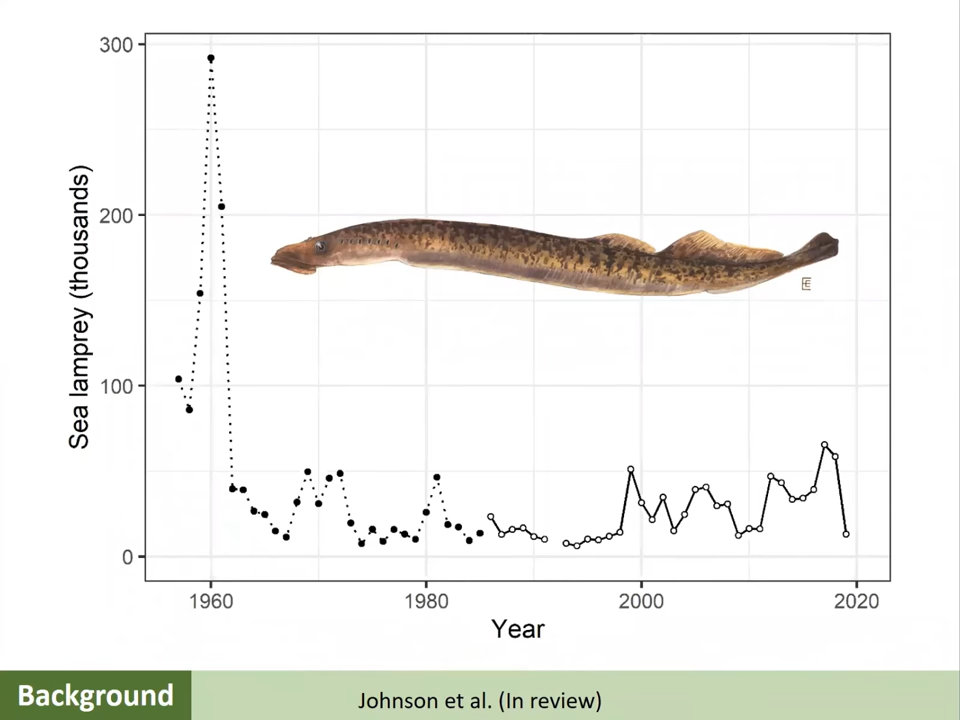 300
200
100
0
Sea lamprey (thousands)
1960
1980
2000
2020
Year
Background
Johnson et al. (In review)